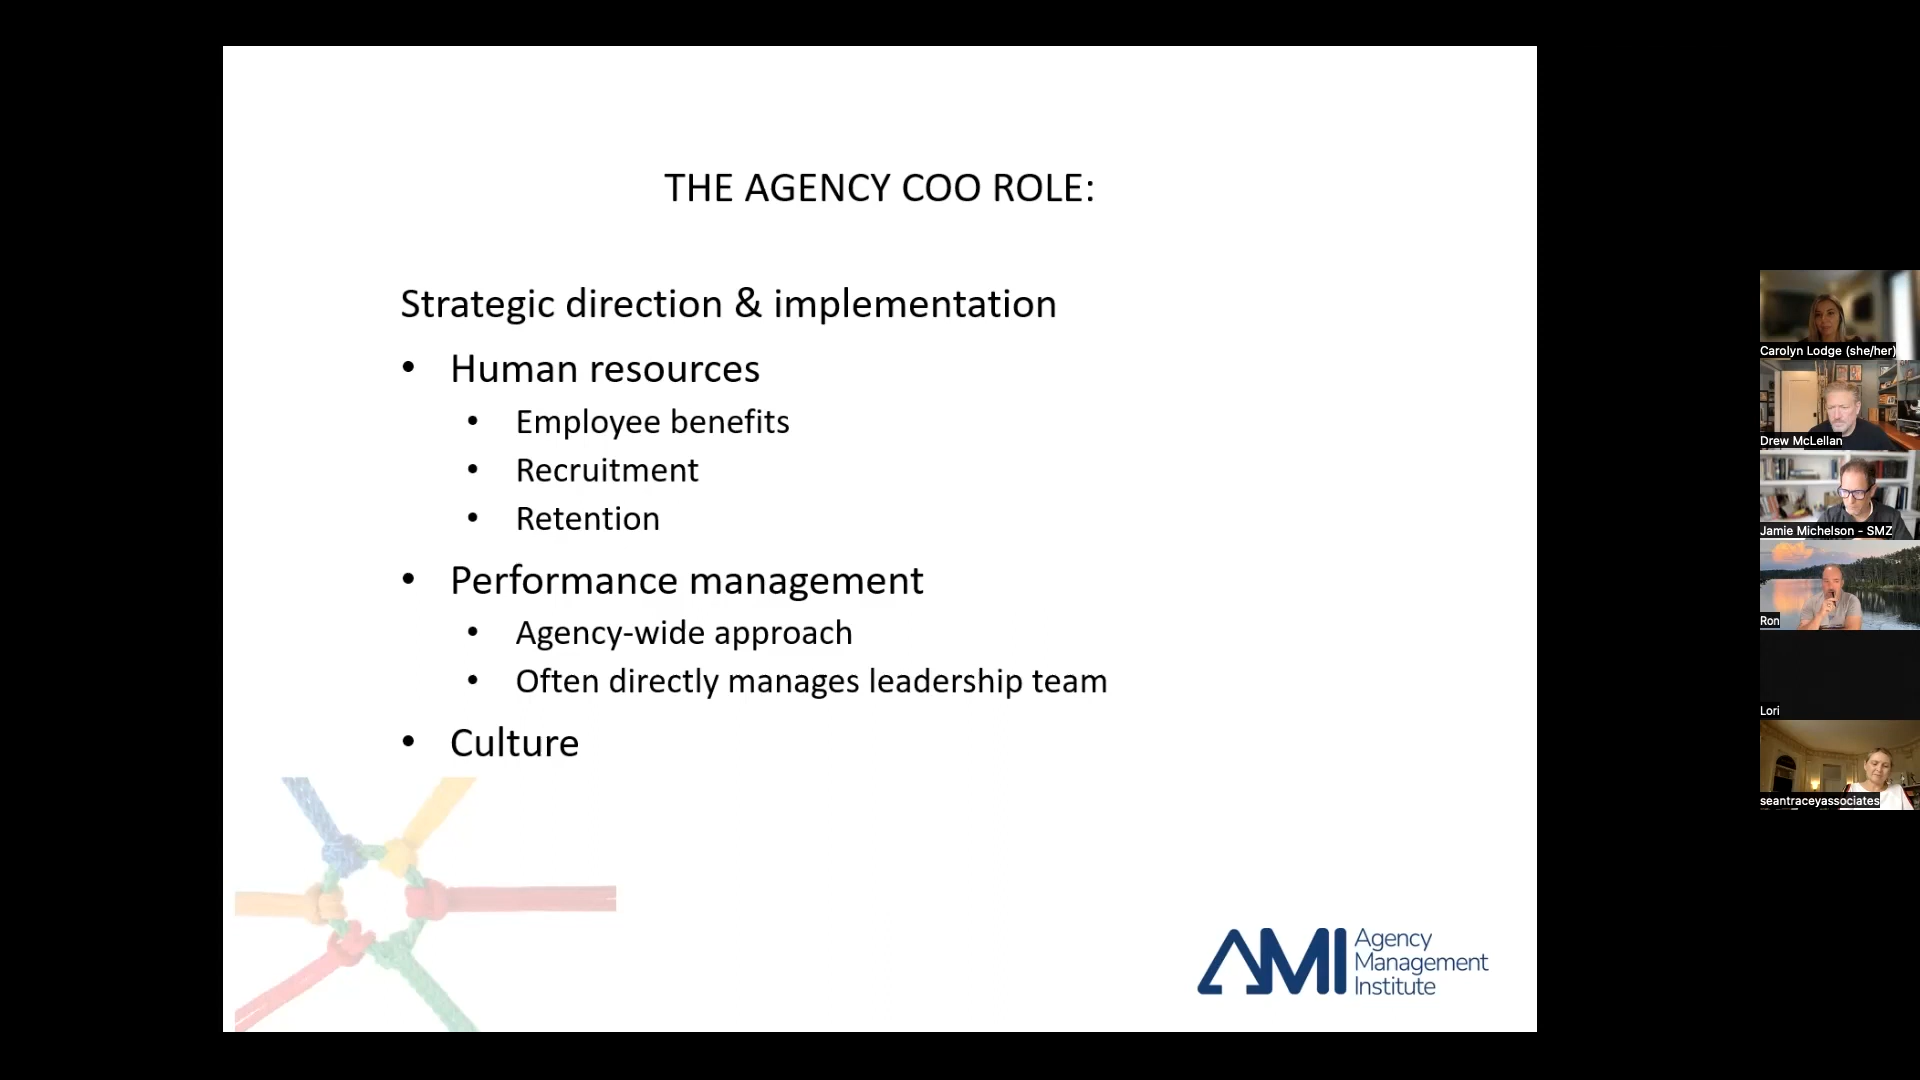 THE AGENCY COO ROLE:
Strategic direction & implementation
• Human resources
• Employee benefits
• Recruitment
• Retention
• Performance management
• Agency-wide approach
• Often directly manages leadership team
• Culture
AMI
Agency
Management
Institute
Carolyn Lodge (she/her)
Drew McLellan
Jamie Michelson - SMZ
Ron
Lori
seantraceyassociates